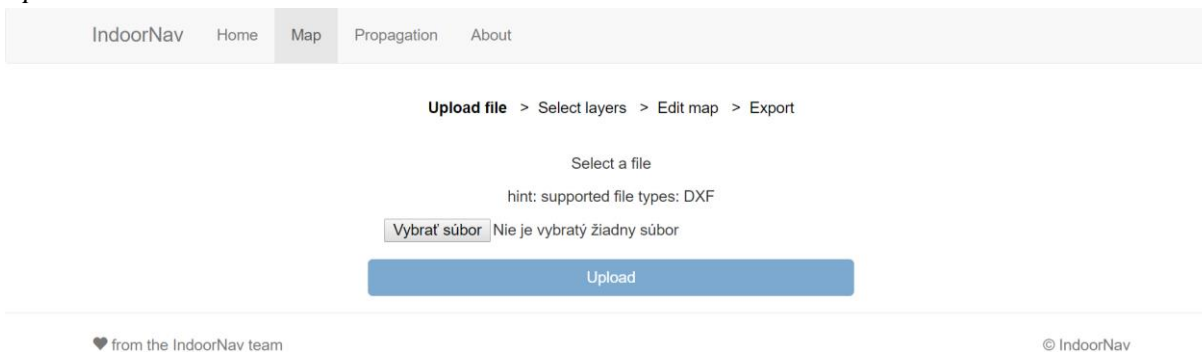 IndoorNav Home Map Propagation About
Upload file > Select layers > Edit map > Export
Select a file
hint: supported file types: DXF
Vybrať súbor Nie je vybratý žiadny súbor
Upload
♥ from the IndoorNav team © IndoorNav